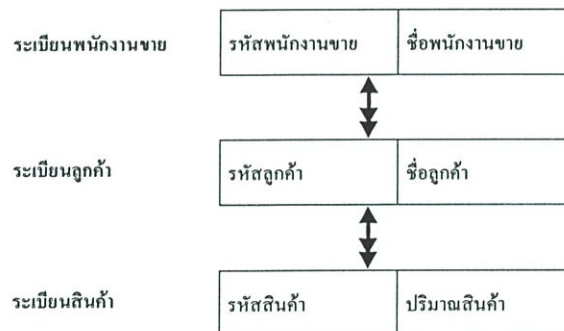 ระเบียนพนักงานขาย รหัสพนักงานขาย ชื่อพนักงานขาย
ระเบียนลูกค้า รหัสลูกค้า ชื่อลูกค้า
ระเบียนสินค้า รหัสสินค้า ปริมาณสินค้า